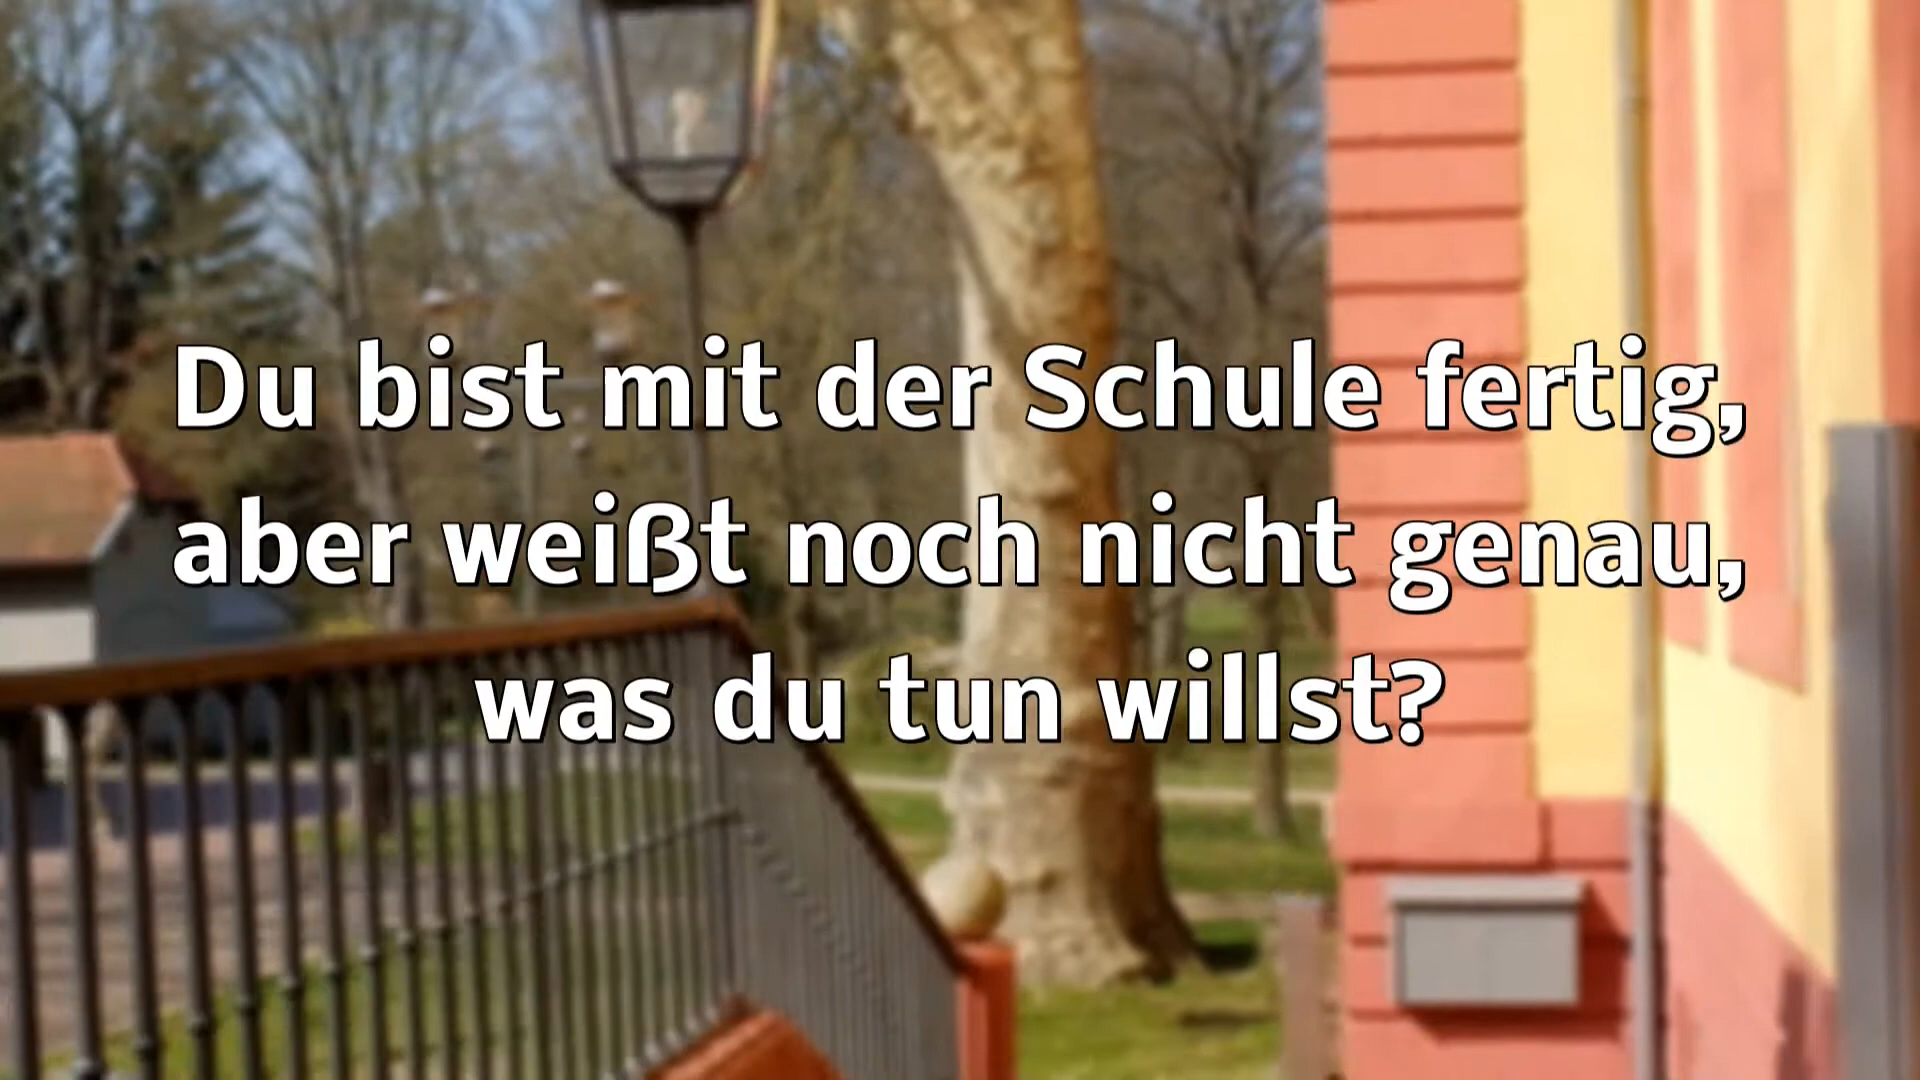 Du bist mit der Schule fertig,
aber weißt noch nicht genau,
was du tun willst?